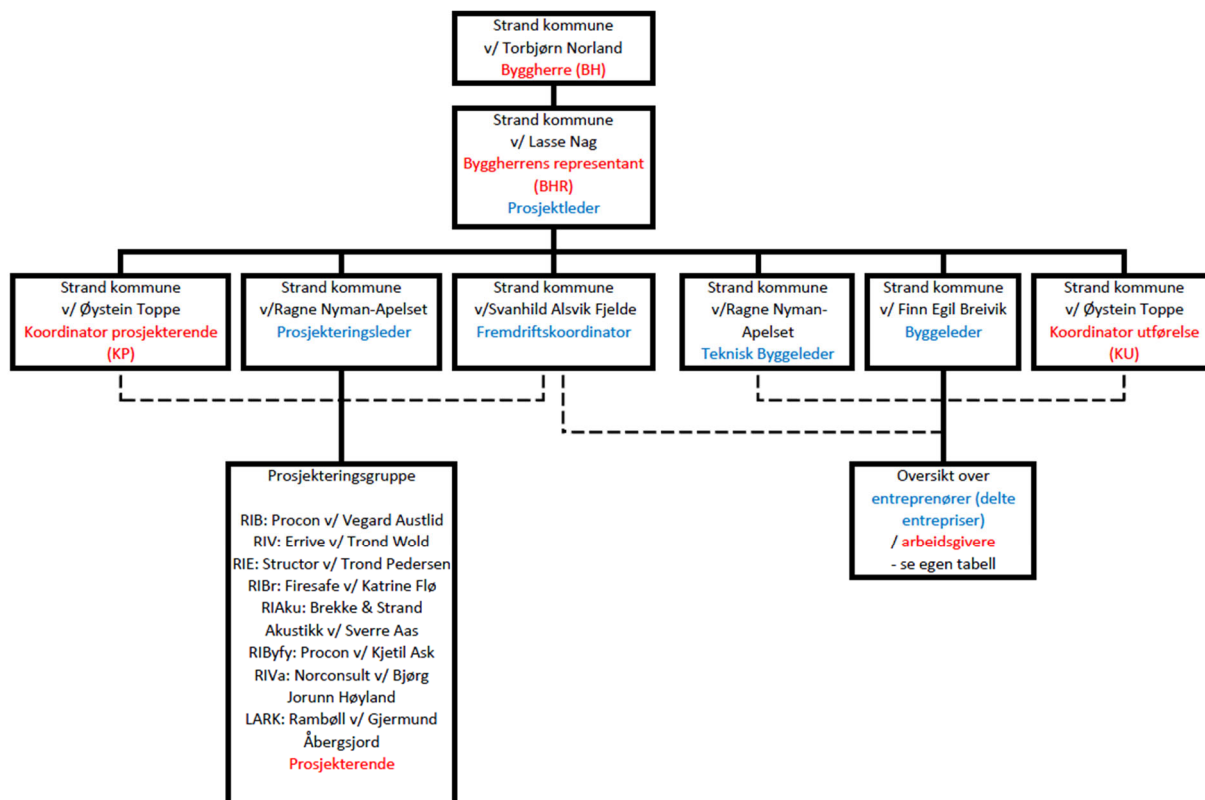 Strand kommune
v/ Torbjørn Norland
Byggherre (BH)
Strand kommune
v/ Lasse Nag
Byggherrens representant
(BHR)
Prosjektleder
Strand kommune
v/ Øystein Toppe
Koordinator prosjekterende
(KP)
Strand kommune
v/Ragne Nyman-Apelset
Prosjekteringsleder
Strand kommune
v/Svanhild Alsvik Fjelde
Fremdriftskoordinator
Strand kommune
v/Ragne Nyman-
Apelset
Teknisk Byggeleder
Strand kommune
v/ Finn Egil Breivik
Byggeleder
Strand kommune
v/ Øystein Toppe
Koordinator utførelse
(KU)
Prosjekteringsgruppe
RIB: Procon v/ Vegard Austlid
RIV: Errive v/ Trond Wold
RIE: Structor v/ Trond Pedersen
RIBr: Firesafe v/ Katrine Flø
RIAku: Brekke & Strand
Akustikk v/ Sverre Aas
RIByfy: Procon v/ Kjetil Ask
RIVa: Norconsult v/ Bjørg
Jorunn Høyland
LARK: Rambøll v/ Gjermund
Åbergsjord
Prosjekterende
Oversikt over
entreprenører (delte
entrepriser)
/ arbeidsgivere
- se egen tabell